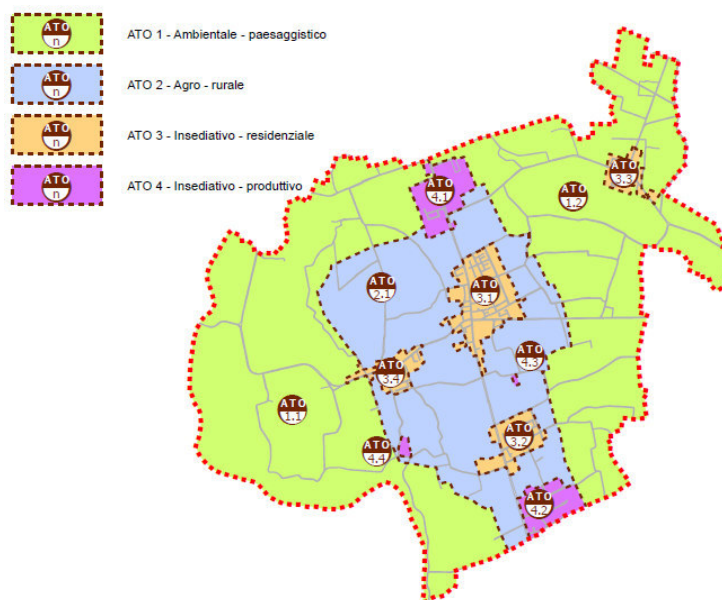 ATO
n
ATO 1 - Ambientale - paesaggistico
ATO
n
ATO 2 - Agro - rurale
ATO
n
ATO 3 - Insediativo - residenziale
ATO
n
ATO 4 - Insediativo - produttivo
ATO
3.3
ATO
4.1
ATO
1.2
ATO
2.1
ATO
3.1
ATO
4.3
ATO
3.4
ATO
1.1
ATO
3.2
ATO
4.4
ATO
4.2